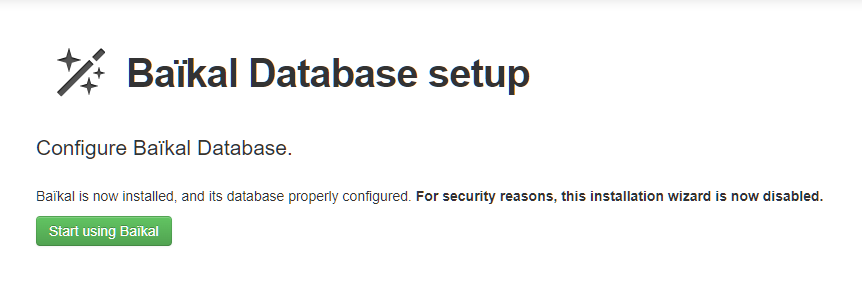 Baïkal Database setup
Configure Baïkal Database.
Baïkal is now installed, and its database properly configured. For security reasons, this installation wizard is now disabled.
Start using Baïkal